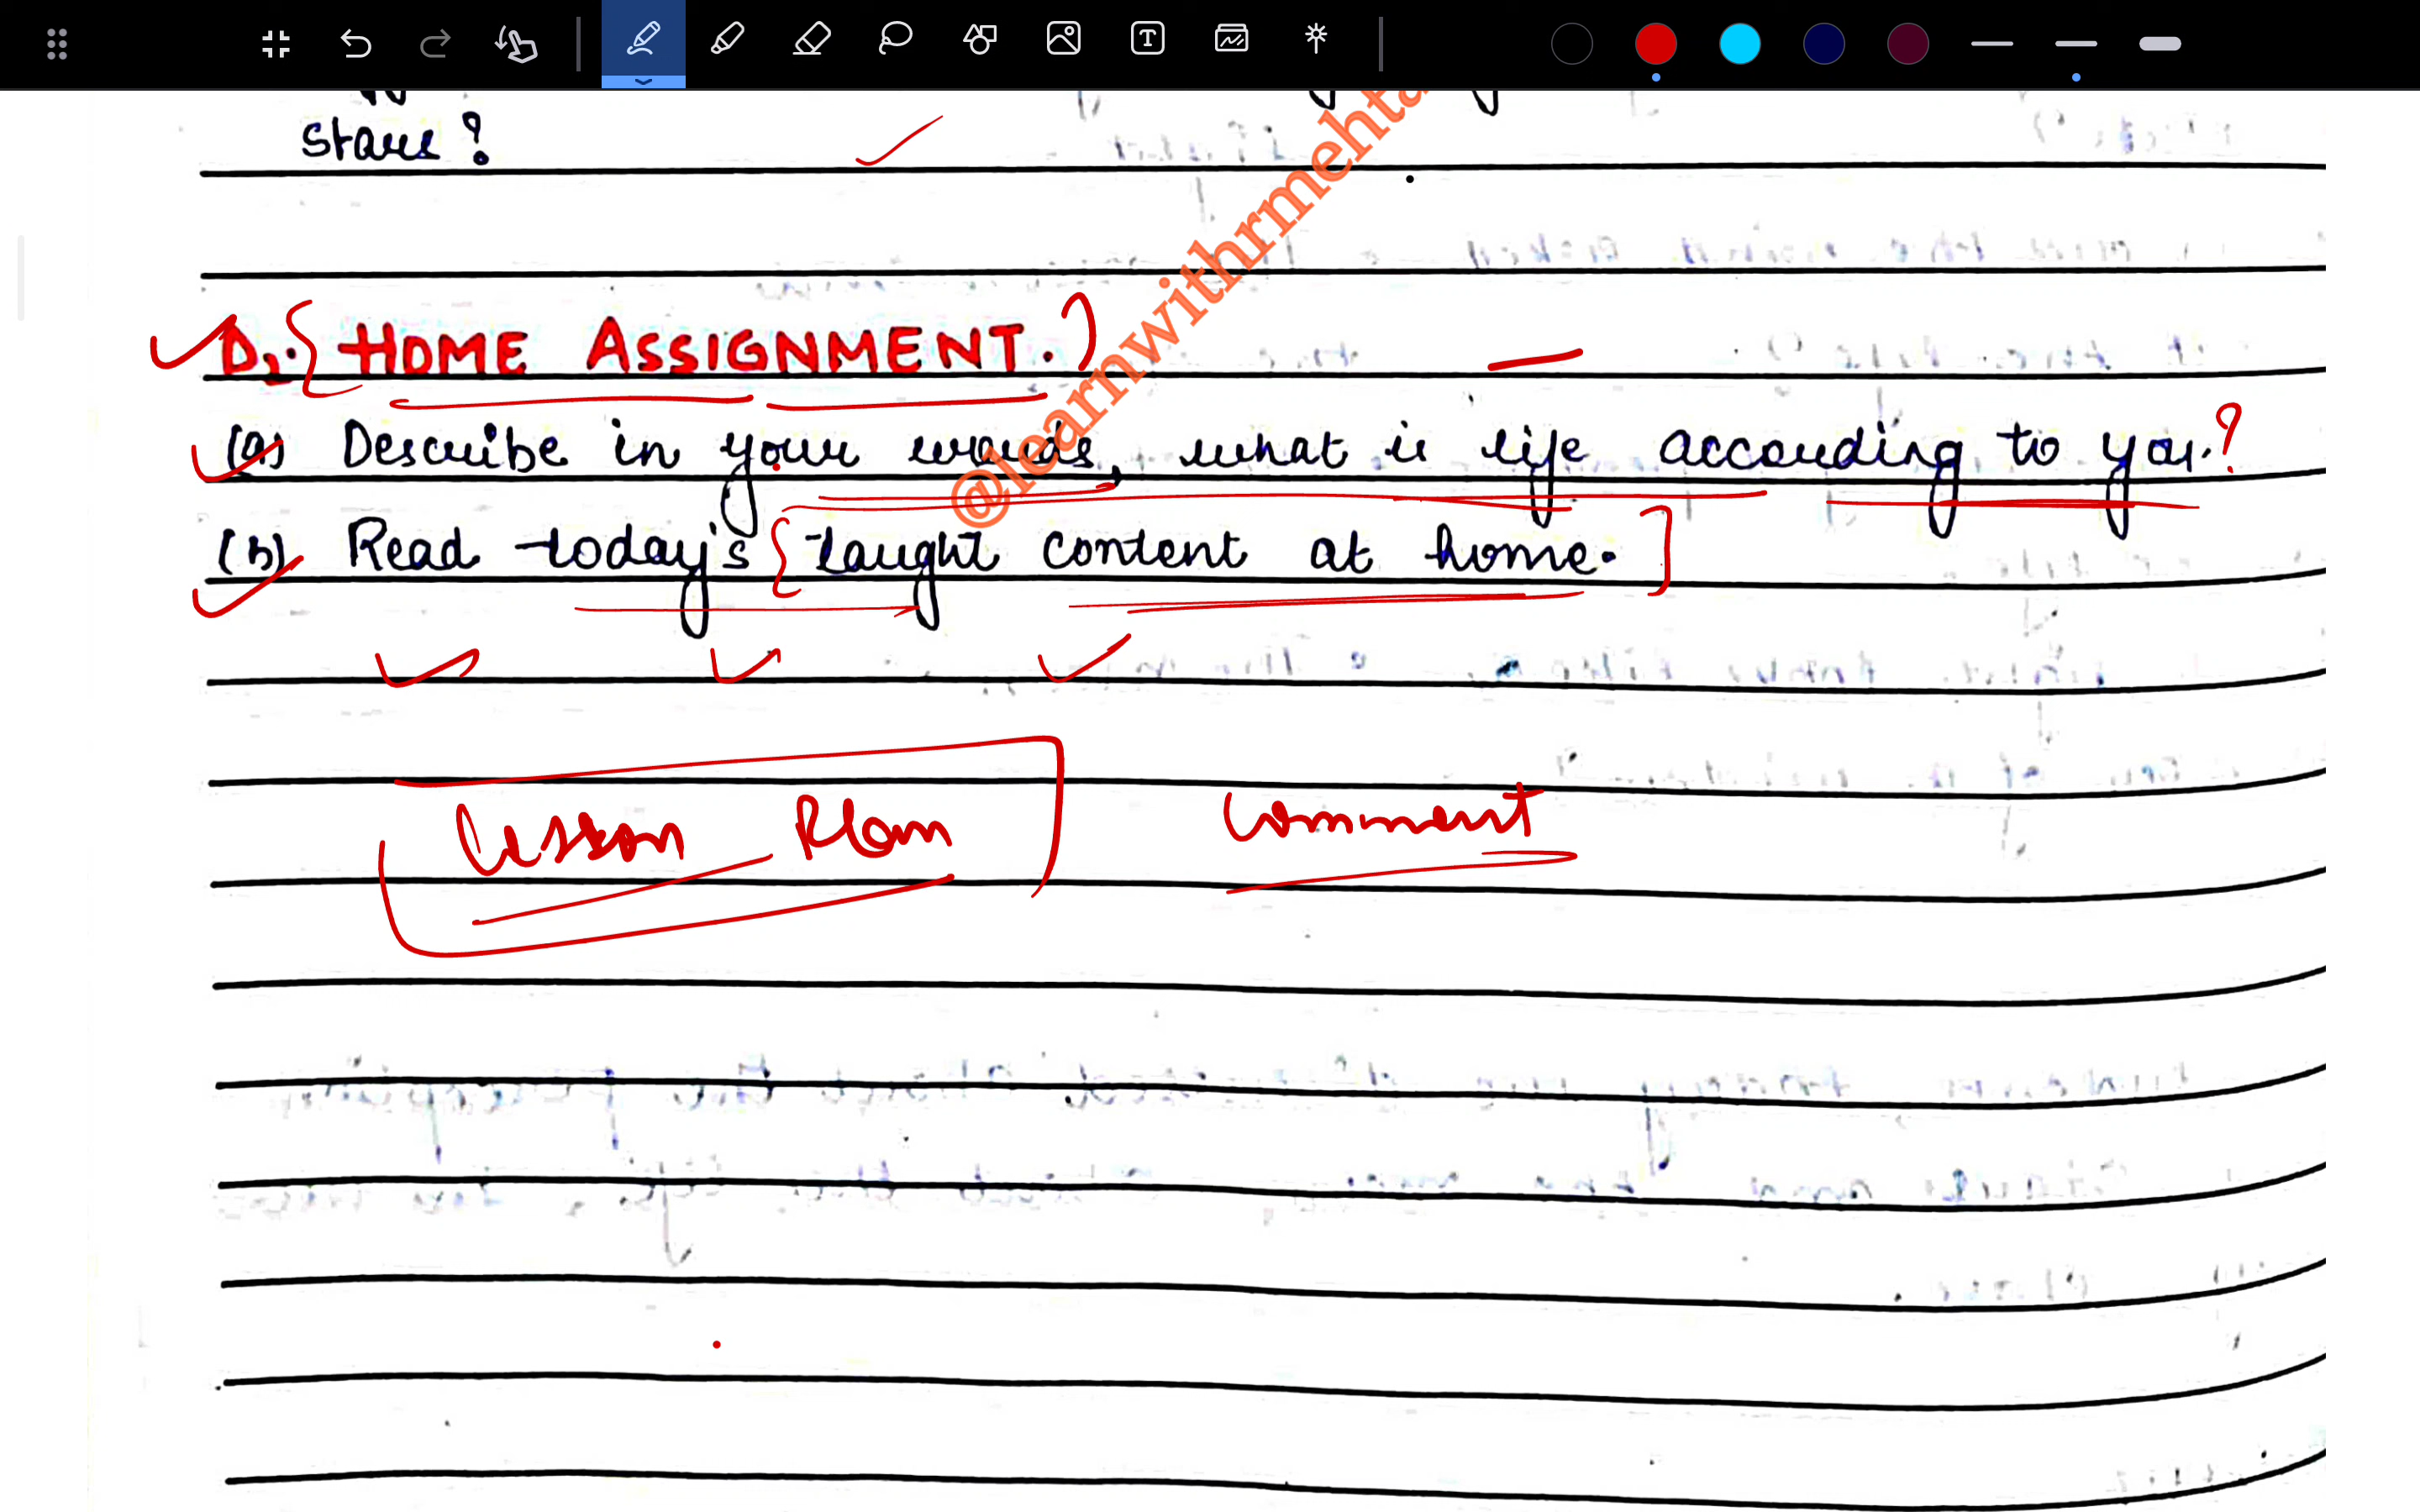 stars?
D. HOME ASSIGNMENT.
(a) Describe in your words, what is life according to you.?
(b) Read today's taught content at home.
Lesson Plan Comment
@learnwithrmehta